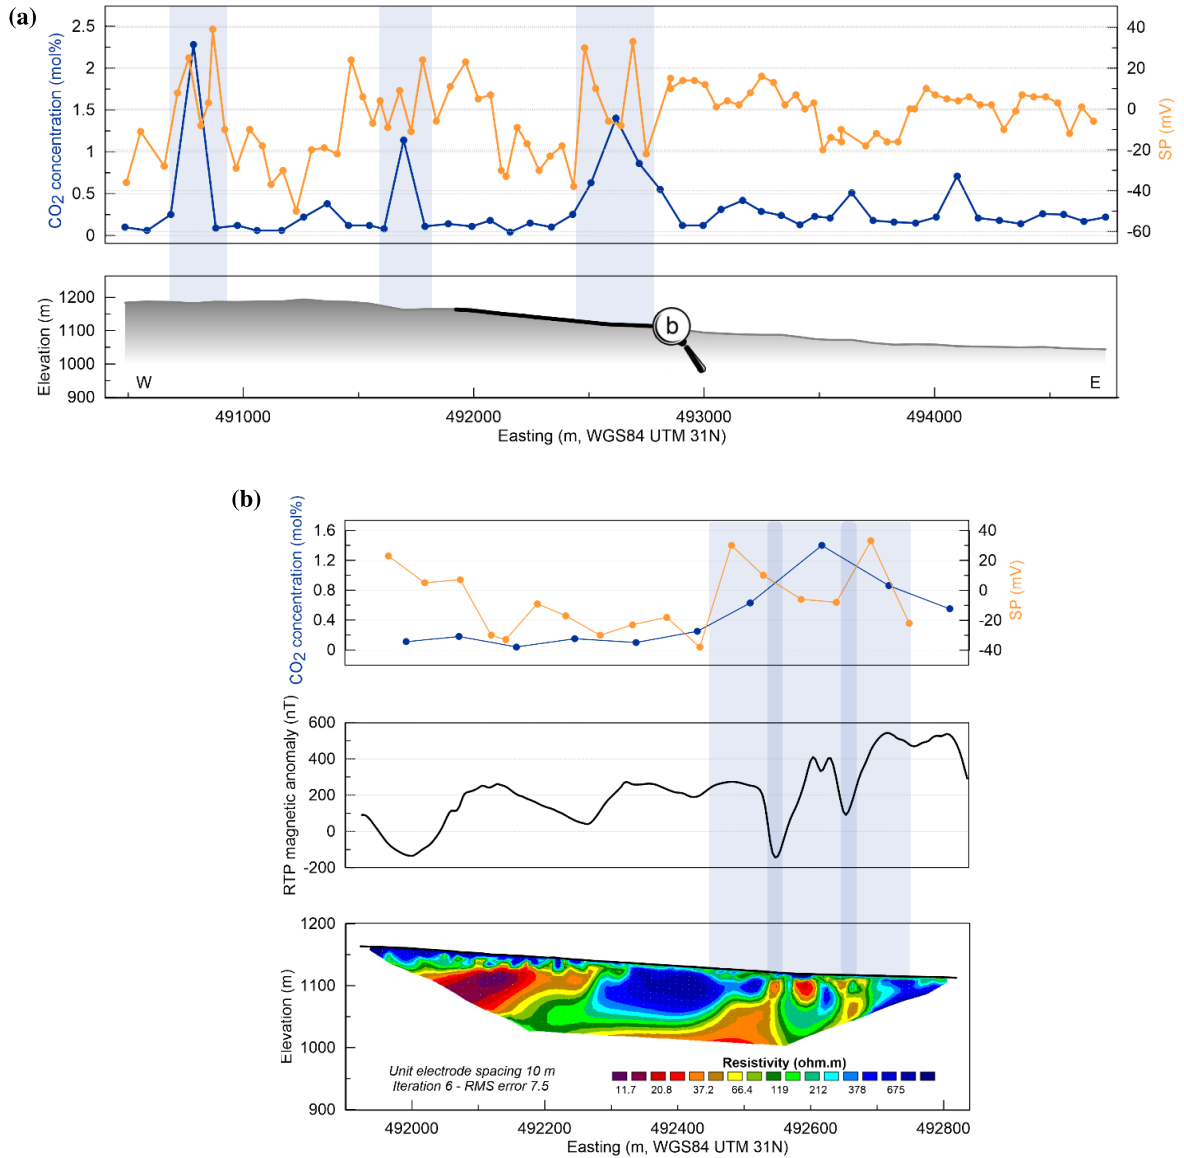 (a)
CO2 concentration (mol%)
2.5
2
1.5
1
0.5
0
40
20
0
-20
-40
-60
SP (mV)
Elevation (m)
1200
1100
1000
900
W
b
E
491000 492000 493000 494000
Easting (m, WGS84 UTM 31N)
(b)
CO2 concentration (mol%)
1.6
1.2
0.8
0.4
0
40
20
0
-20
-40
SP (mV)
RTP magnetic anomaly (nT)
600
400
200
0
-200
Elevation (m)
1200
1100
1000
900
Unit electrode spacing 10 m
Iteration 6 - RMS error 7.5
Resistivity (ohm.m)
11.7 20.8 37.2 66.4 119 212 378 675
492000 492200 492400 492600 492800
Easting (m, WGS84 UTM 31N)